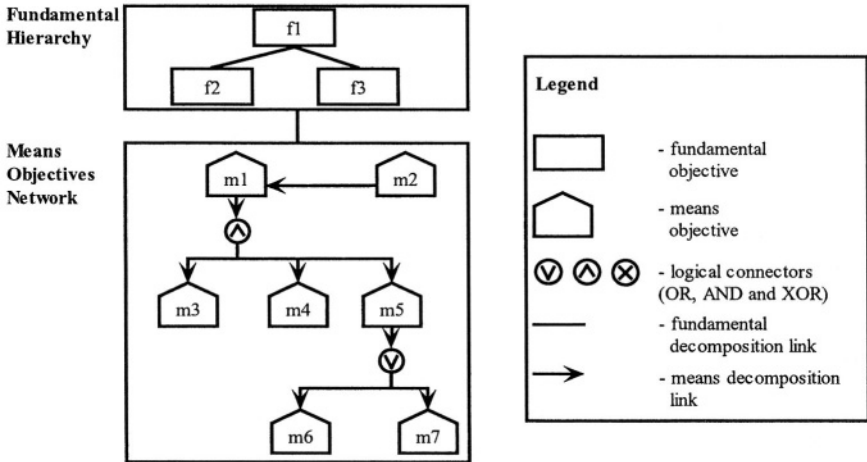 Fundamental
Hierarchy
f1
f2
f3
Means
Objectives
Network
m1
m2
m3
m4
m5
m6
m7
Legend
- fundamental
objective
- means
objective
- logical connectors
(OR, AND and XOR)
- fundamental
decomposition link
- means decomposition
link